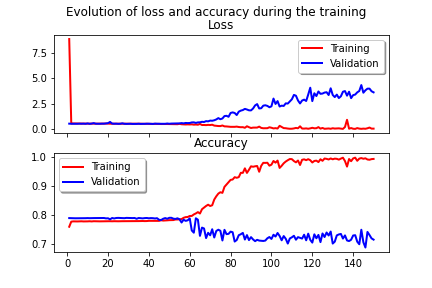 Evolution of loss and accuracy during the training
Loss
7.5
5.0
2.5
0.0
Training
Validation
Accuracy
1.0
0.9
0.8
0.7
Training
Validation
0 20 40 60 80 100 120 140